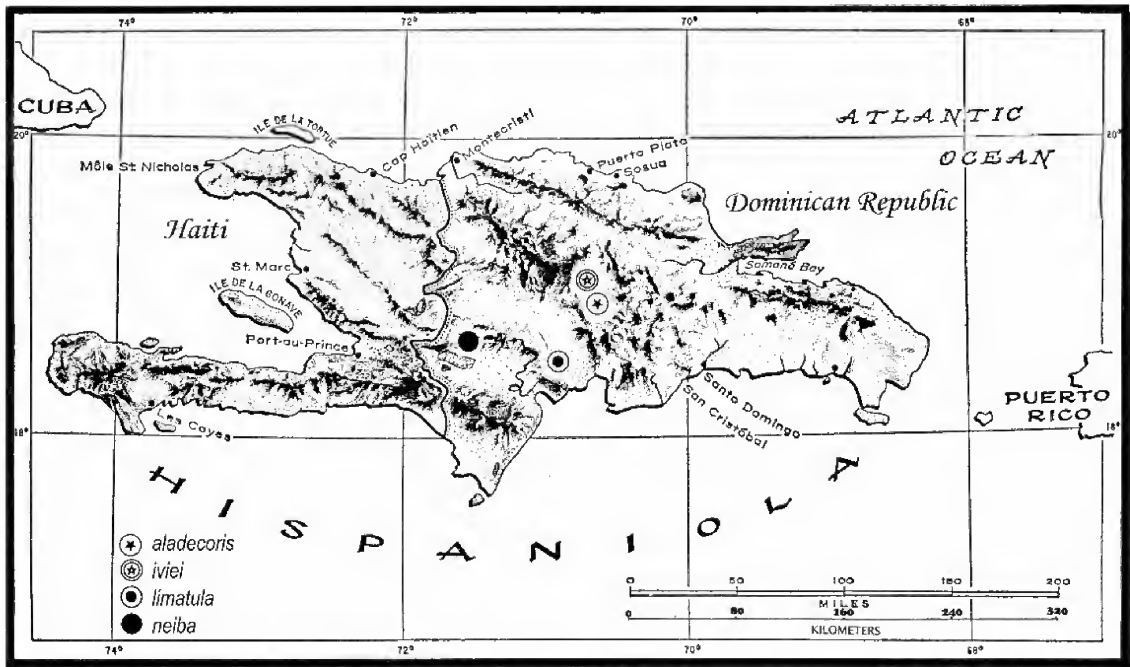 74° 72° 70° 68°
CUBA
ATLANTIC
OCEAN
20° 20°
ILE DE LA TORTUE
Môle St. Nicholas
Cap Haïtien
Montecristi
Puerto Plata
Sosua
Haiti
Dominican Republic
St. Marc
Samaná Bay
ILE DE LA GONAVE
Port-au-Prince
Les Cayes
Santo Domingo
San Cristóbal
PUERTO
RICO
18° 18°
HISPANIOLA
aladecoris
iviei
limatula
neiba
0 50 100 150 200
MILES
0 80 160 240 320
KILOMETERS
74° 72° 70° 68°